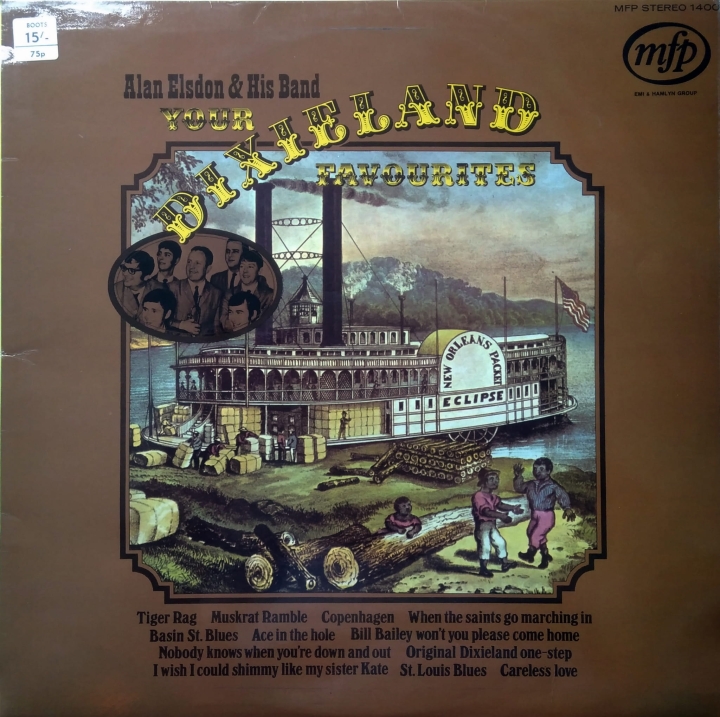 BOOTS
15/-
75p
MFP STEREO 1400
mfp
EMI & HAMLYN GROUP
Alan Elsdon & His Band
YOUR
DIXIELAND
FAVOURITES
NEW ORLEANS PACKET
ECLIPSE
Tiger Rag Muskrat Ramble Copenhagen When the saints go marching in
Basin St. Blues Ace in the hole Bill Bailey won't you please come home
Nobody knows when you're down and out Original Dixieland one-step
I wish I could shimmy like my sister Kate St. Louis Blues Careless love